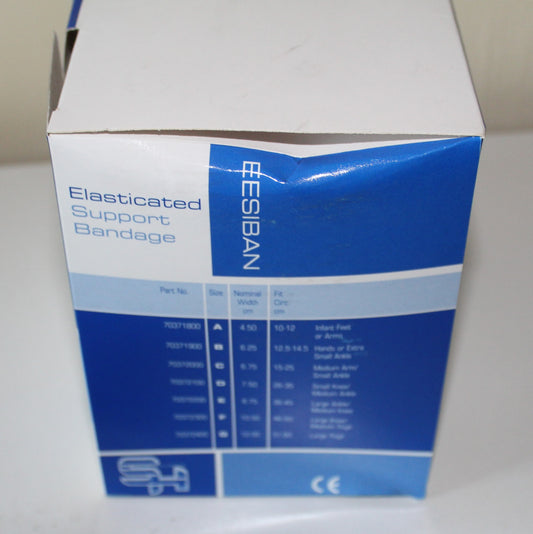 Elasticated
Support
Bandage
EESIBAN
Part No. Size Nominal Width cm Fit Circ: cm
70371800 A 4.50 10-12 Infant Feet or Arms
70371900 B 6.25 12.5-14.5 Hands or Extra Small Ankle
70372000 C 6.75 15-25 Medium Arm/ Small Ankle
D 7.50 Small Knee/ Medium Ankle
E 8.75 Large Ankle/ Medium Knee
F Large Knee/ Medium Thigh
G Large Thigh
CE